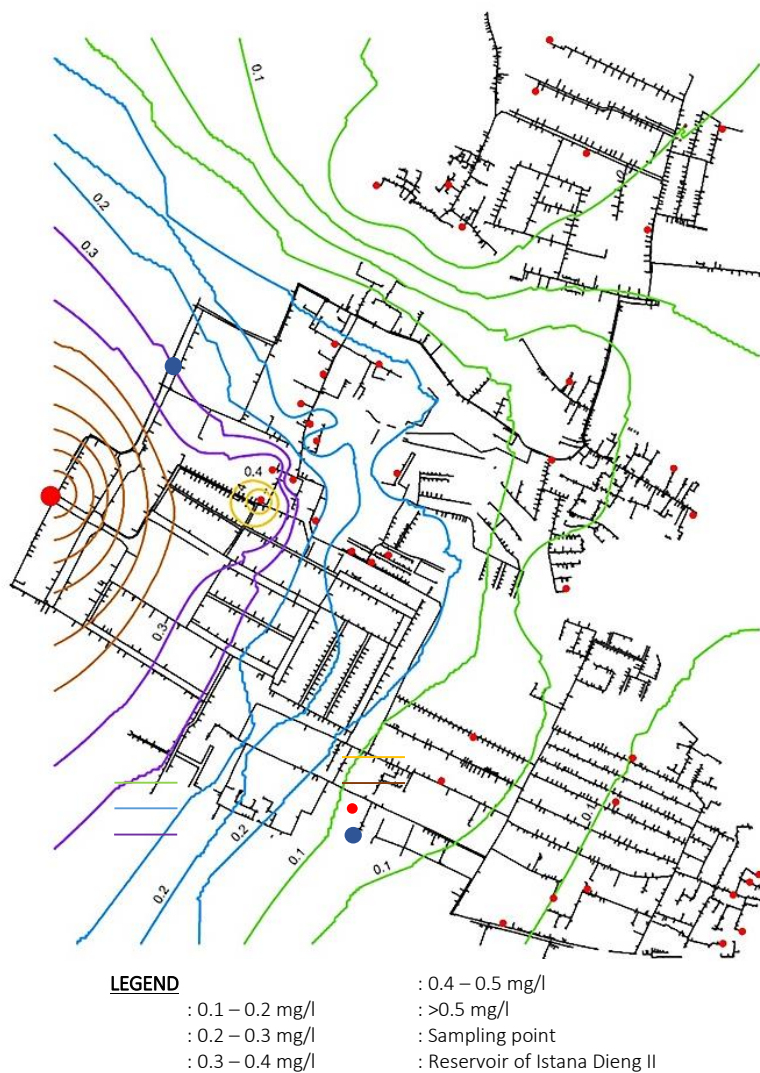 0.1
0.2
0.3
0.4
0.3
0.2
0.2
0.1
0.1
0.1
LEGEND
: 0.1 – 0.2 mg/l
: 0.2 – 0.3 mg/l
: 0.3 – 0.4 mg/l
: 0.4 – 0.5 mg/l
: >0.5 mg/l
: Sampling point
: Reservoir of Istana Dieng II